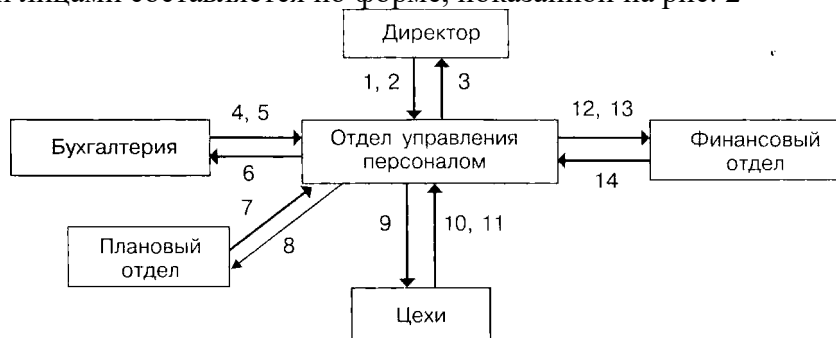 лицами составляется по форме, показанной на рис. 2
Директор
1, 2
3
4, 5
12, 13
Бухгалтерия
Отдел управления
персоналом
Финансовый
отдел
6
14
7
8
9
10, 11
Плановый
отдел
Цехи